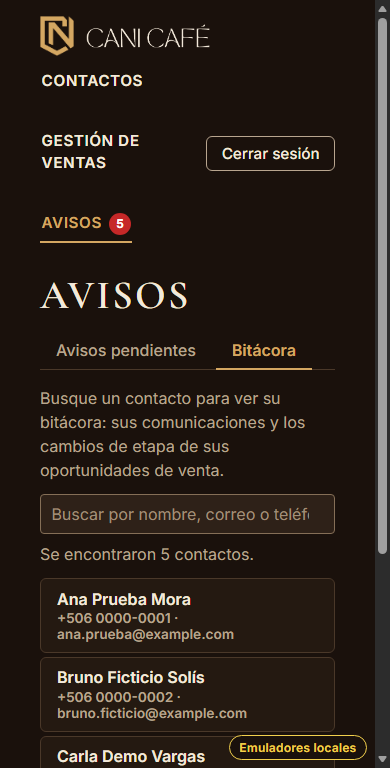 CANI CAFÉ
CONTACTOS
GESTIÓN DE
VENTAS
Cerrar sesión
AVISOS 5
AVISOS
Avisos pendientes
Bitácora
Busque un contacto para ver su
bitácora: sus comunicaciones y los
cambios de etapa de sus
oportunidades de venta.
Buscar por nombre, correo o teléf
Se encontraron 5 contactos.
Ana Prueba Mora
+506 0000-0001 ·
ana.prueba@example.com
Bruno Ficticio Solís
+506 0000-0002 ·
bruno.ficticio@example.com
Carla Demo Vargas
Emuladores locales